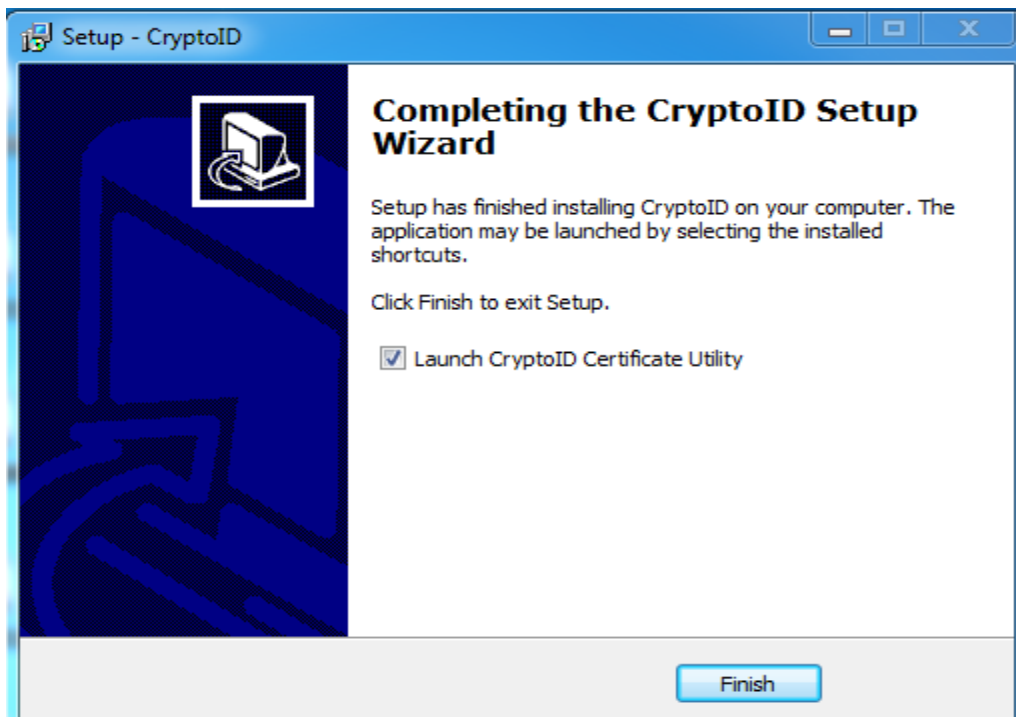 Setup - CryptoID
Completing the CryptoID Setup
Wizard
Setup has finished installing CryptoID on your computer. The
application may be launched by selecting the installed
shortcuts.
Click Finish to exit Setup.
Launch CryptoID Certificate Utility
Finish